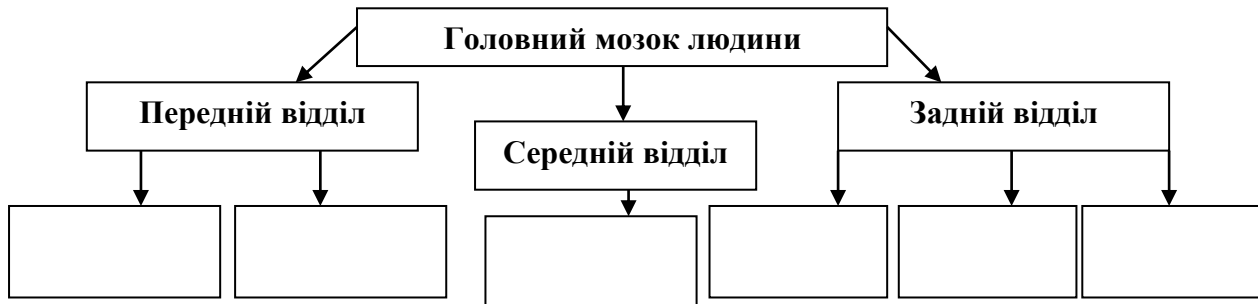 Головний мозок людини
Передній відділ
Середній відділ
Задній відділ